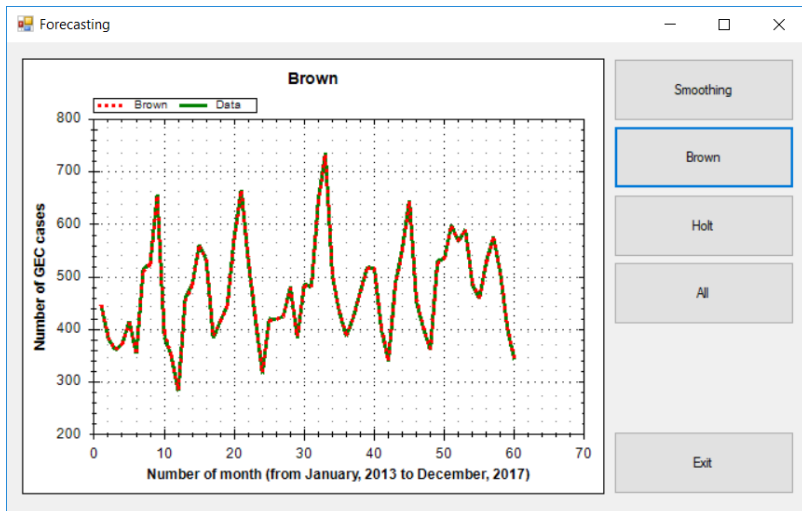 Forecasting
Brown
Brown Data
800
700
600
500
400
300
200
Number of GEC cases
0 10 20 30 40 50 60 70
Number of month (from January, 2013 to December, 2017)
Smoothing
Brown
Holt
All
Exit